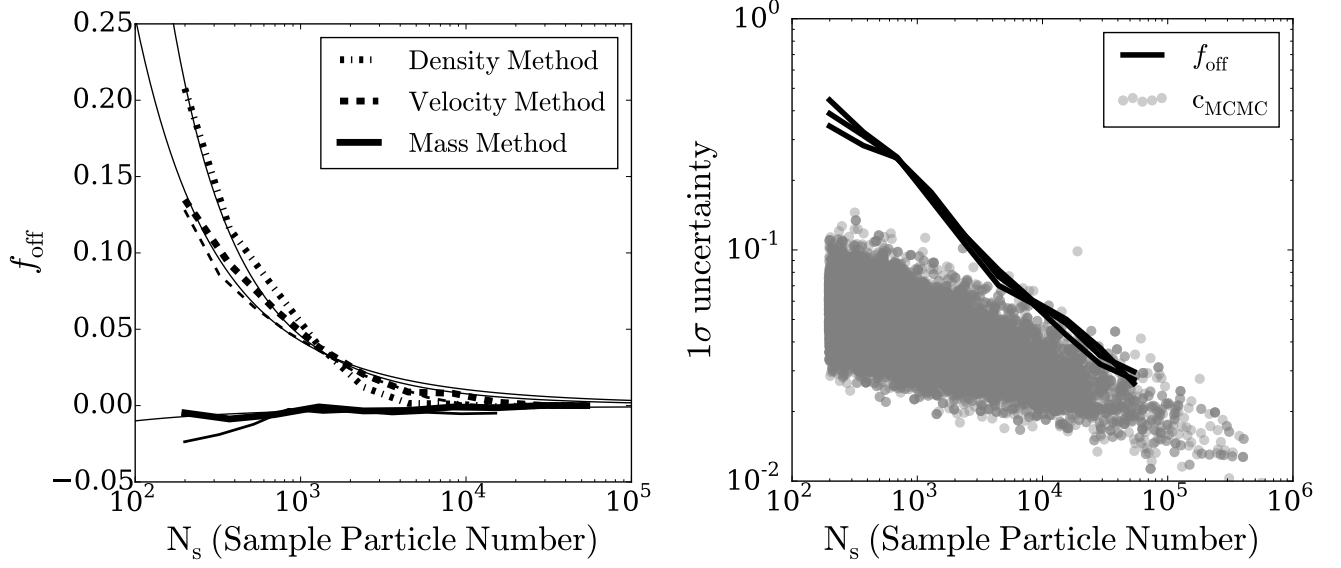 0.25
0.20
0.15
0.10
0.05
0.00
−0.05
f_off
10^2
10^3
10^4
10^5
N_s (Sample Particle Number)
Density Method
Velocity Method
Mass Method
10^0
10^-1
10^-2
1σ uncertainty
10^2
10^3
10^4
10^5
10^6
N_s (Sample Particle Number)
f_off
c_MCMC